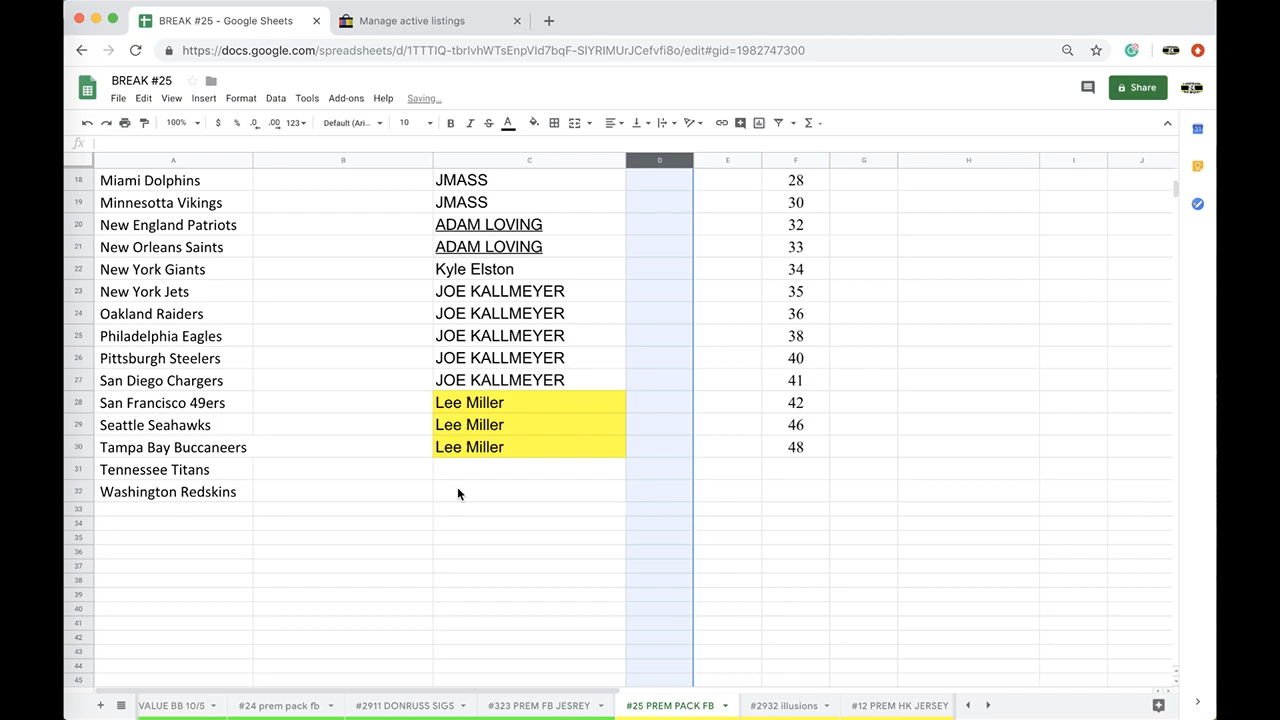 BREAK #25 - Google Sheets
Manage active listings
https://docs.google.com/spreadsheets/d/1TTTIQ-tbrIvhWTsEnpVId7bqF-SIYRIMUrJCefvfi8o/edit#gid=1982747300
BREAK #25
File Edit View Insert Format Data Tools Add-ons Help Saving...
Share
100% $ % .0 .00 123 Default (Ari... 10 B I S A
fx
A B C D E F G H I J
18 Miami Dolphins JMASS 28
19 Minnesotta Vikings JMASS 30
20 New England Patriots ADAM LOVING 32
21 New Orleans Saints ADAM LOVING 33
22 New York Giants Kyle Elston 34
23 New York Jets JOE KALLMEYER 35
24 Oakland Raiders JOE KALLMEYER 36
25 Philadelphia Eagles JOE KALLMEYER 38
26 Pittsburgh Steelers JOE KALLMEYER 40
27 San Diego Chargers JOE KALLMEYER 41
28 San Francisco 49ers Lee Miller 42
29 Seattle Seahawks Lee Miller 46
30 Tampa Bay Buccaneers Lee Miller 48
31 Tennessee Titans
32 Washington Redskins
33
34
35
36
37
38
39
40
41
42
43
44
45
VALUE BB 10/5 #24 prem pack fb #2911 DONRUSS SIGS #323 PREM FB JESREY #25 PREM PACK FB #2932 illusions #12 PREM HK JERSEY